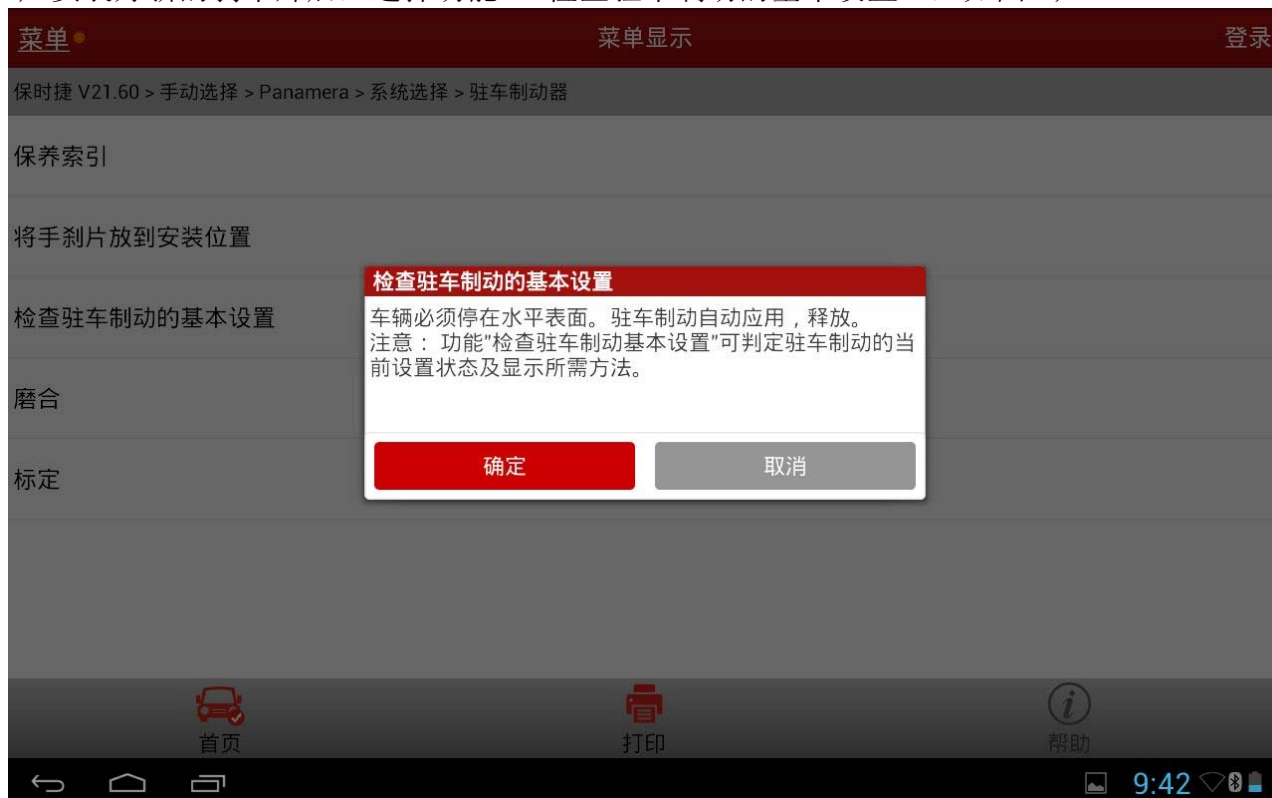 菜单
菜单显示
登录
保时捷 V21.60 > 手动选择 > Panamera > 系统选择 > 驻车制动器
保养索引
将手刹片放到安装位置
检查驻车制动的基本设置
磨合
标定
检查驻车制动的基本设置
车辆必须停在水平表面。驻车制动自动应用，释放。
注意： 功能"检查驻车制动基本设置"可判定驻车制动的当
前设置状态及显示所需方法。
确定
取消
首页
打印
帮助
9:42